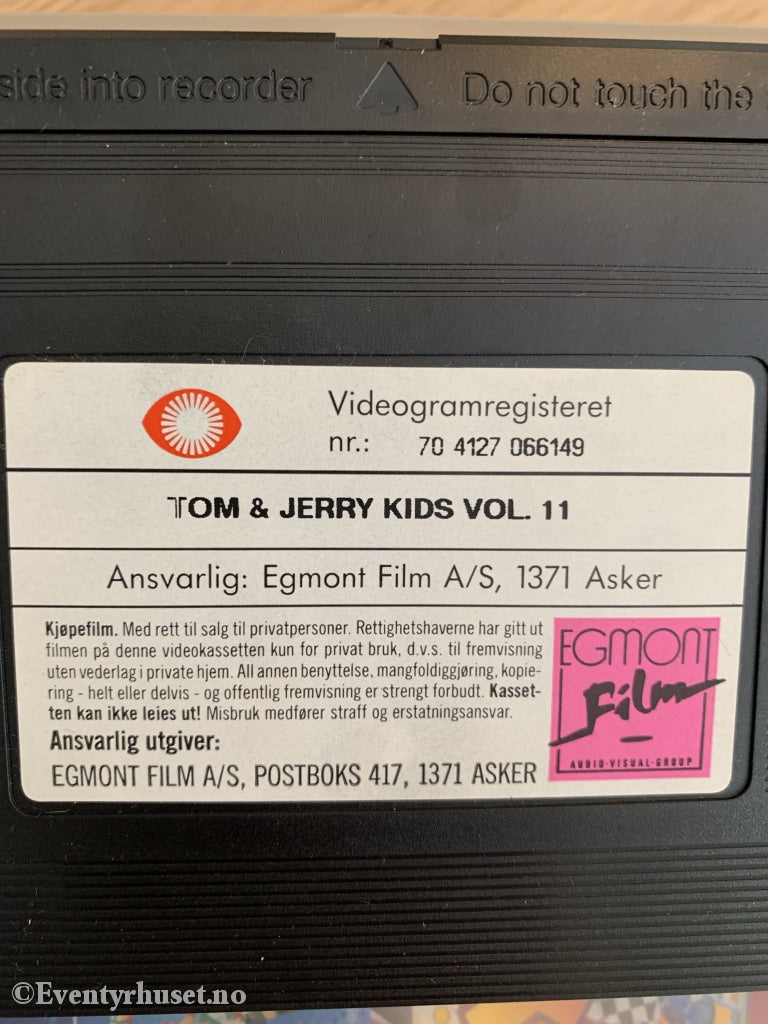 side into recorder Do not touch the
Videogramregisteret
nr.: 70 4127 066149
TOM & JERRY KIDS VOL. 11
Ansvarlig: Egmont Film A/S, 1371 Asker
Kjøpefilm. Med rett til salg til privatpersoner. Rettighetshaverne har gitt ut
filmen på denne videokassetten kun for privat bruk, d.v.s. til fremvisning
uten vederlag i private hjem. All annen benyttelse, mangfoldiggjøring, kopie-
ring - helt eller delvis - og offentlig fremvisning er strengt forbudt. Kasset-
ten kan ikke leies ut! Misbruk medfører straff og erstatningsansvar.
Ansvarlig utgiver:
EGMONT FILM A/S, POSTBOKS 417, 1371 ASKER
EGMONT
Film
AUDIO·VISUAL·GROUP
©Eventyrhuset.no